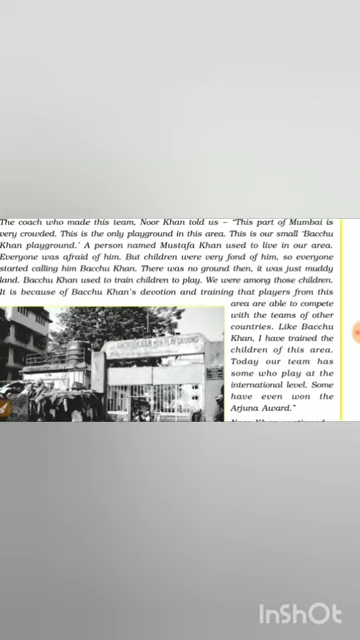 The coach who made this team, Noor Khan told us – "This part of Mumbai is
very crowded. This is the only playground in this area. This is our small 'Bacchu
Khan playground.' A person named Mustafa Khan used to live in our area.
Everyone was afraid of him. But children were very fond of him, so everyone
started calling him Bacchu Khan. There was no ground then, it was just muddy
land. Bacchu Khan used to train children to play. We were among those children.
It is because of Bacchu Khan's devotion and training that players from this
area are able to compete
with the teams of other
countries. Like Bacchu
Khan, I have trained the
children of this area.
Today our team has
some who play at the
international level. Some
have even won the
Arjuna Award."
PLAYGROUND
InShOt